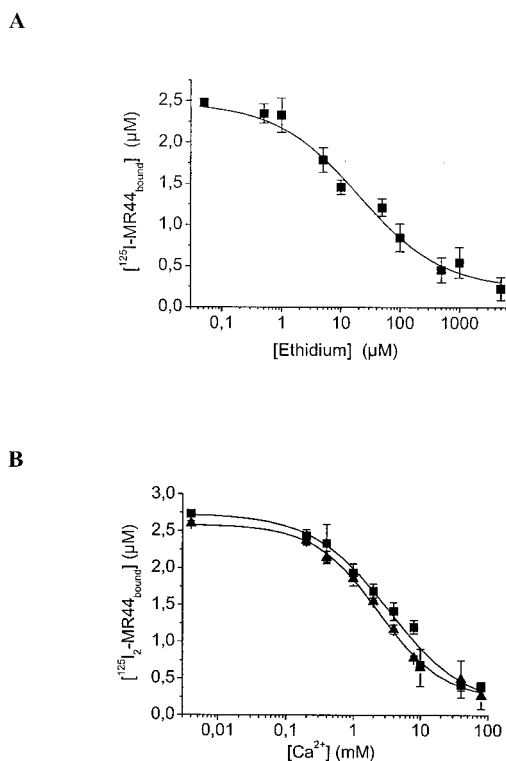 A
[¹²⁵I-MR44bound] (µM)
2,5
2,0
1,5
1,0
0,5
0,0
0,1 1 10 100 1000
[Ethidium] (µM)
B
[¹²⁵I₂-MR44bound] (µM)
3,0
2,5
2,0
1,5
1,0
0,5
0,0
0,01 0,1 1 10 100
[Ca²⁺] (mM)